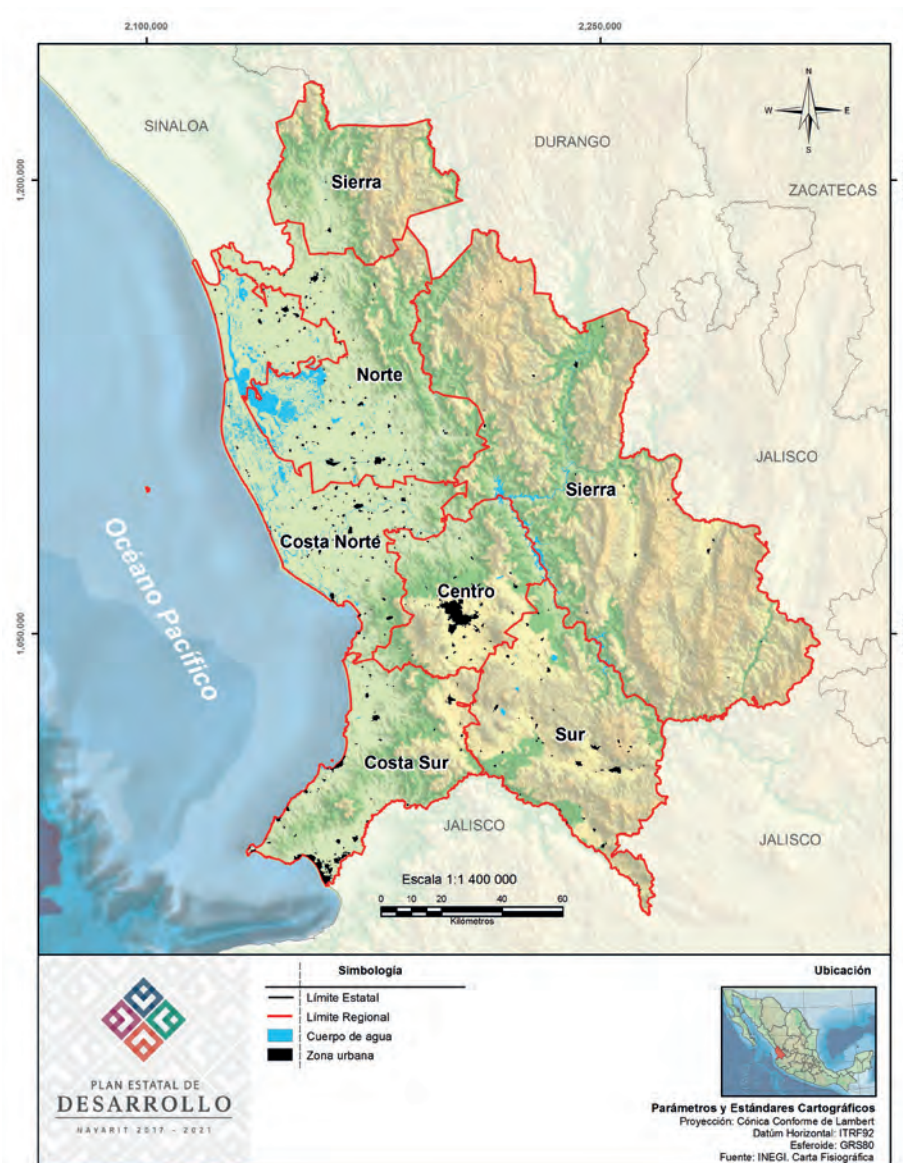 2,100,000
2,250,000
N
W
E
S
SINALOA
DURANGO
ZACATECAS
1,200,000
Sierra
Norte
JALISCO
Sierra
Costa Norte
Océano Pacífico
Centro
1,050,000
Sur
Costa Sur
JALISCO
JALISCO
Escala 1:1 400 000
0 10 20 40 60
Kilómetros
Simbología
Límite Estatal
Límite Regional
Cuerpo de agua
Zona urbana
Ubicación
PLAN ESTATAL DE
DESARROLLO
NAYARIT 2017 - 2021
Parámetros y Estándares Cartográficos
Proyección: Cónica Conforme de Lambert
Datúm Horizontal: ITRF92
Esferoide: GRS80
Fuente: INEGI. Carta Fisiográfica